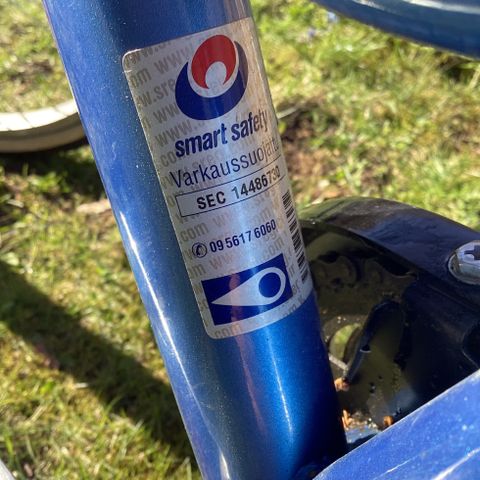 smart safety
Varkaussuojattu
SEC 14486730
✆ 09 5617 6060